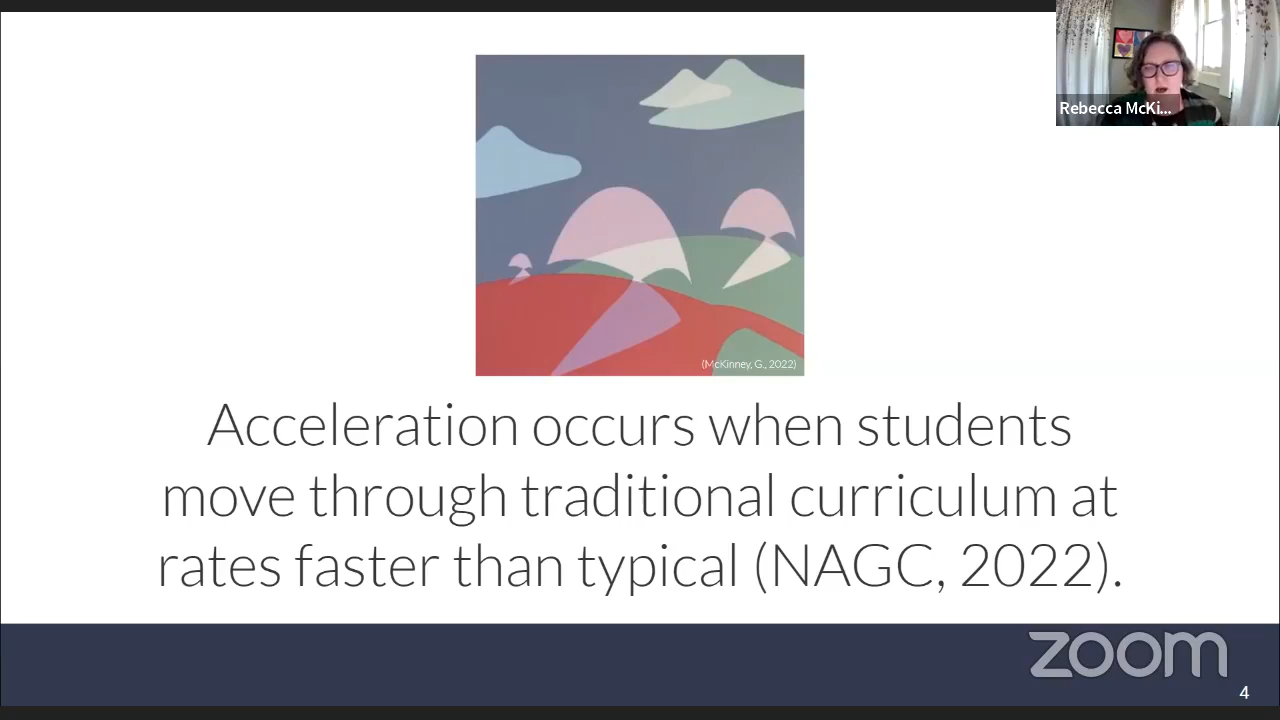 Rebecca McKi...
(McKinney, G., 2022)
Acceleration occurs when students
move through traditional curriculum at
rates faster than typical (NAGC, 2022).
zoom
4